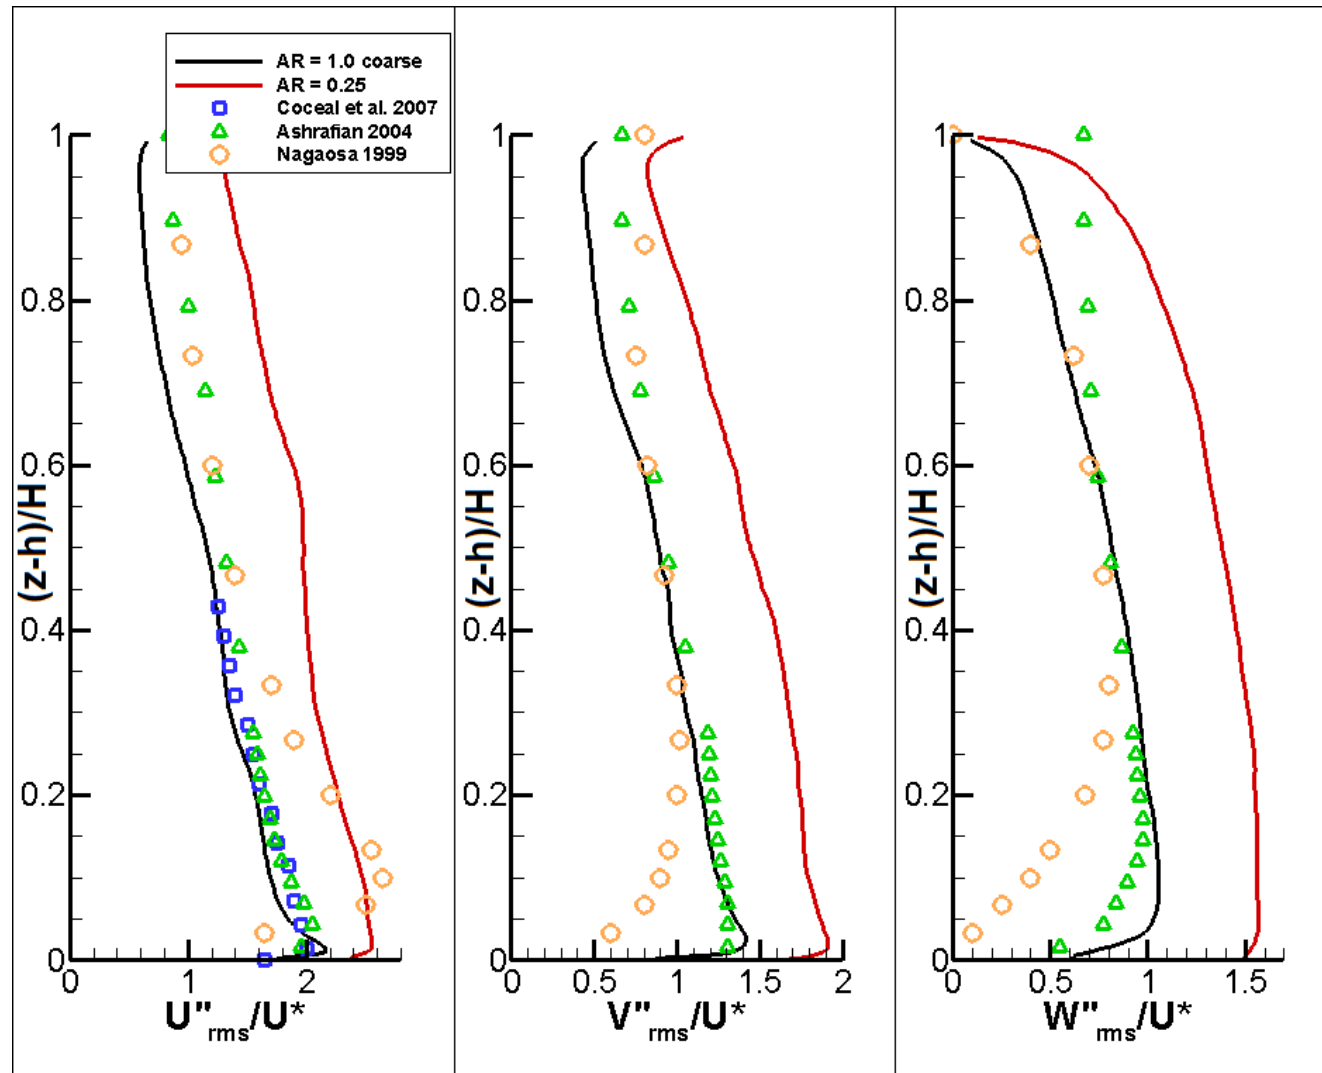 AR = 1.0 coarse
AR = 0.25
Coceal et al. 2007
Ashrafian 2004
Nagaosa 1999
1
0.8
0.6
0.4
0.2
0
(z-h)/H
0 1 2
U"rms/U*
1
0.8
0.6
0.4
0.2
0
(z-h)/H
0 0.5 1 1.5 2
V"rms/U*
1
0.8
0.6
0.4
0.2
0
(z-h)/H
0 0.5 1 1.5
W"rms/U*